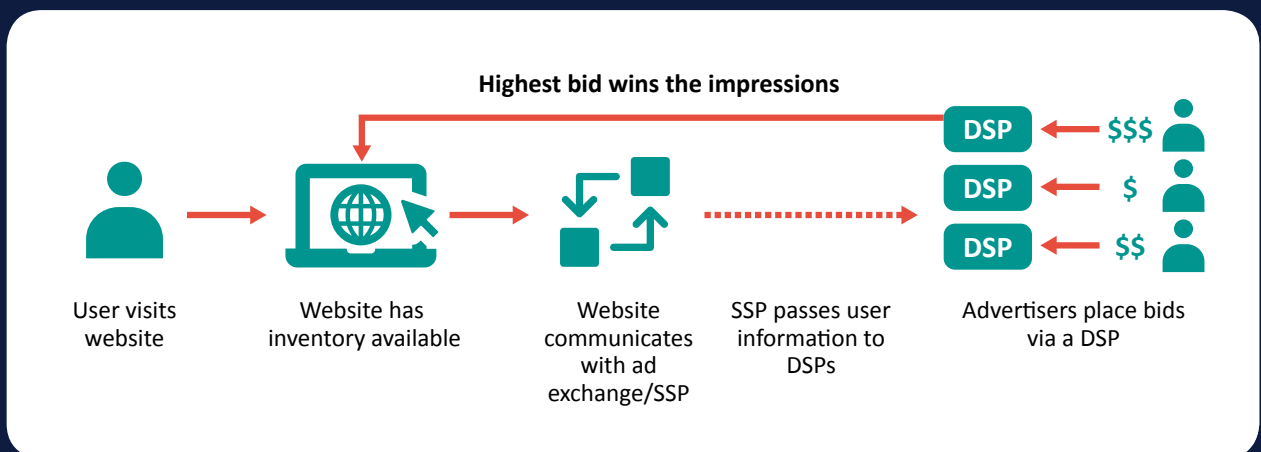 Highest bid wins the impressions
DSP
$$$
DSP
$
DSP
$$
User visits
website
Website has
inventory available
Website
communicates
with ad
exchange/SSP
SSP passes user
information to
DSPs
Advertisers place bids
via a DSP